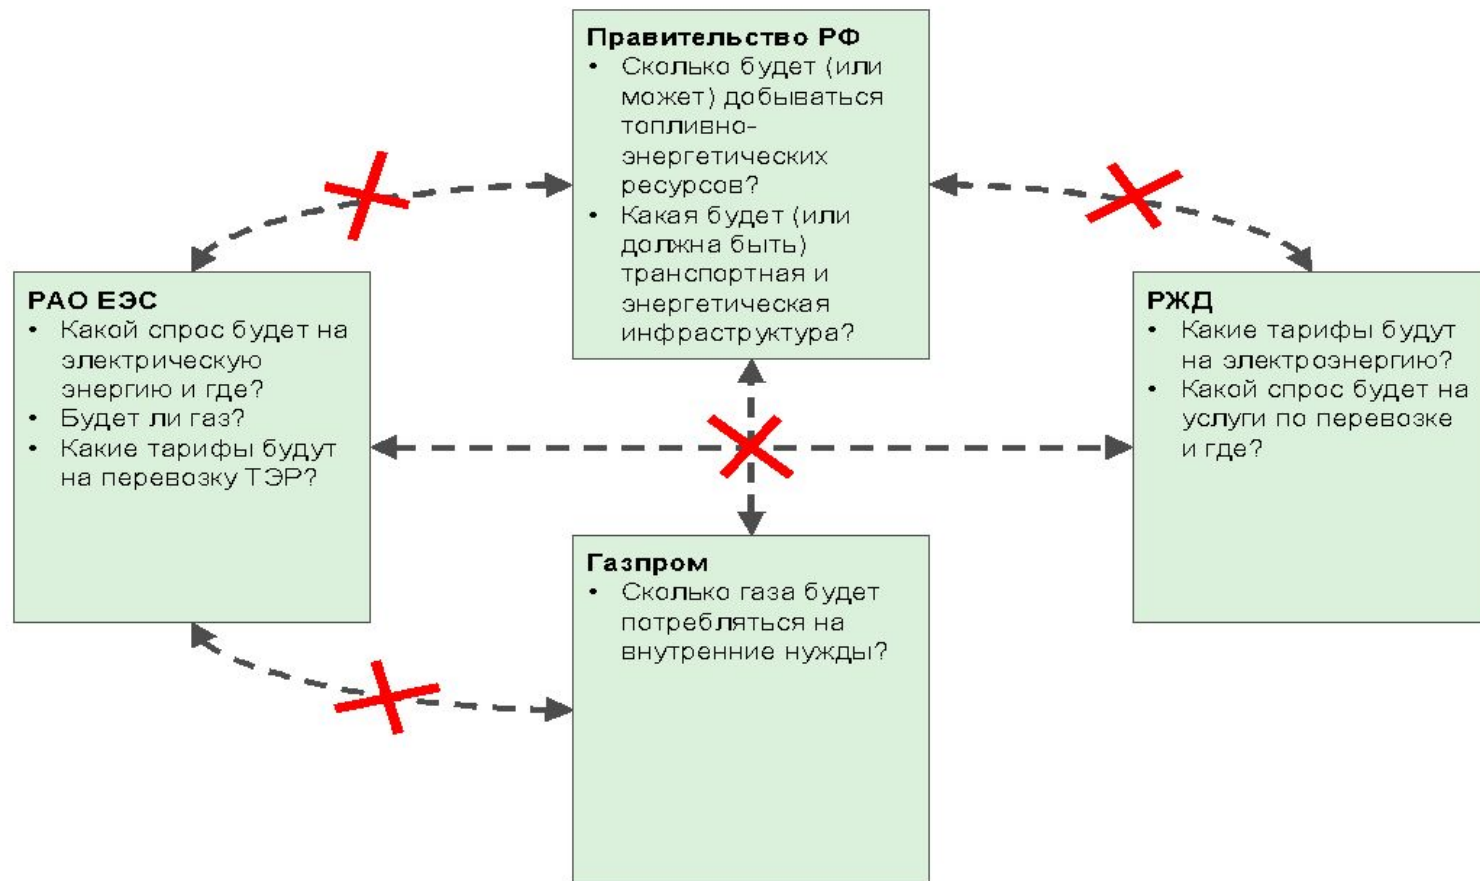 Правительство РФ
• Сколько будет (или
может) добываться
топливно-
энергетических
ресурсов?
• Какая будет (или
должна быть)
транспортная и
энергетическая
инфраструктура?
РАО ЕЭС
• Какой спрос будет на
электрическую
энергию и где?
• Будет ли газ?
• Какие тарифы будут
на перевозку ТЭР?
РЖД
• Какие тарифы будут
на электроэнергию?
• Какой спрос будет на
услуги по перевозке
и где?
Газпром
• Сколько газа будет
потребляться на
внутренние нужды?